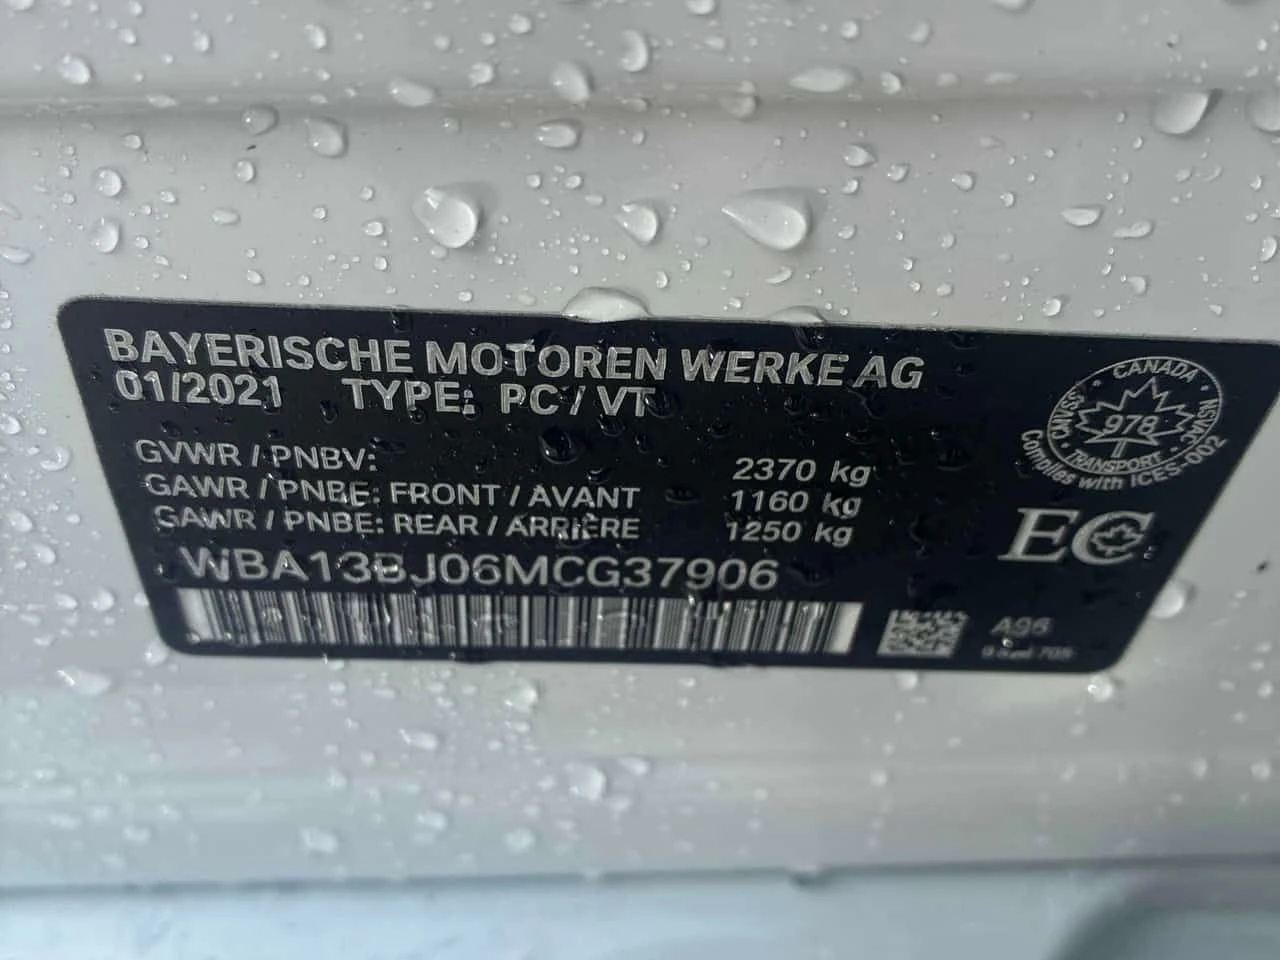 BAYERISCHE MOTOREN WERKE AG
01/2021 TYPE: PC / VT
GVWR / PNBV: 2370 kg
GAWR / PNBE: FRONT / AVANT 1160 kg
GAWR / PNBE: REAR / ARRIÈRE 1250 kg
WBA13BJ06MCG37906
CANADA
CMVSS · NSVAC
978
TRANSPORT
Complies with ICES-002
EC
A96